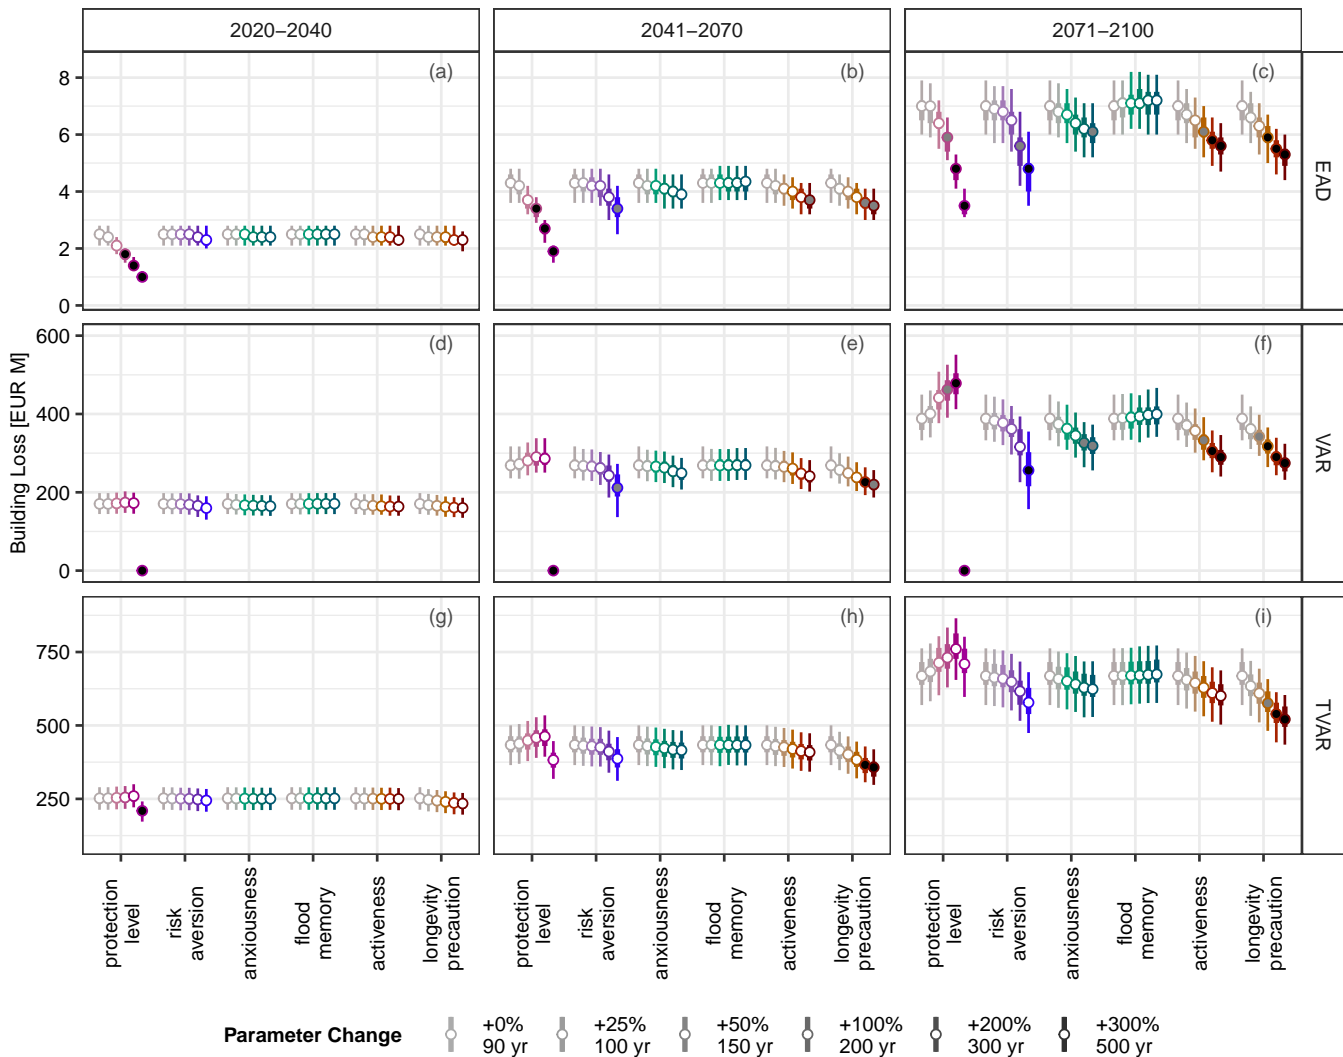 2020–2040
2041–2070
2071–2100
(a)
(b)
(c)
8
6
4
2
0
EAD
(d)
(e)
(f)
600
400
200
0
VAR
Building Loss [EUR M]
(g)
(h)
(i)
750
500
250
TVAR
protection
level
risk
aversion
anxiousness
flood
memory
activeness
longevity
precaution
protection
level
risk
aversion
anxiousness
flood
memory
activeness
longevity
precaution
protection
level
risk
aversion
anxiousness
flood
memory
activeness
longevity
precaution
Parameter Change
+0%
90 yr
+25%
100 yr
+50%
150 yr
+100%
200 yr
+200%
300 yr
+300%
500 yr